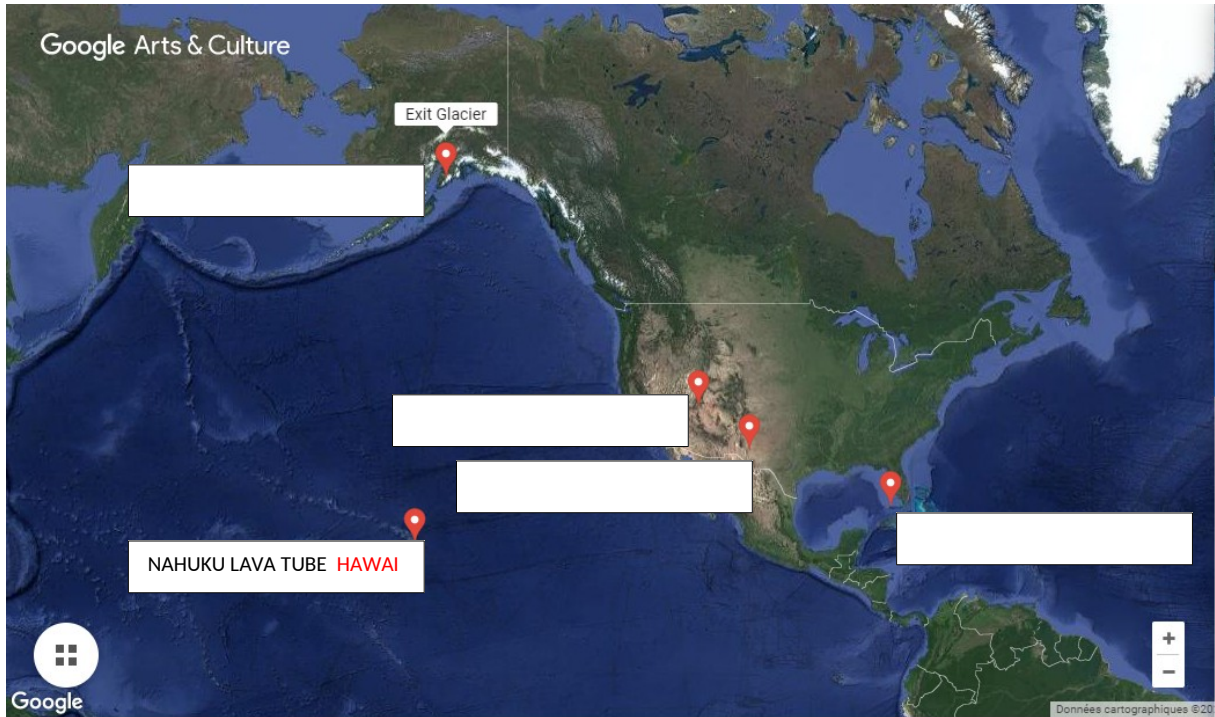 Google Arts & Culture
Exit Glacier
NAHUKU LAVA TUBE HAWAI
Google
Données cartographiques ©20